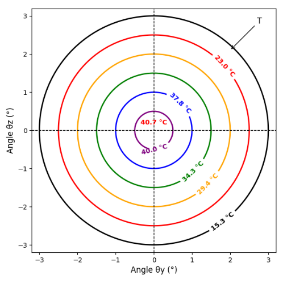 T
23.0 °C
37.8 °C
40.7 °C
40.0 °C
34.3 °C
29.4 °C
15.3 °C
Angle θz (°)
3
2
1
0
−1
−2
−3
−3 −2 −1 0 1 2 3
Angle θy (°)